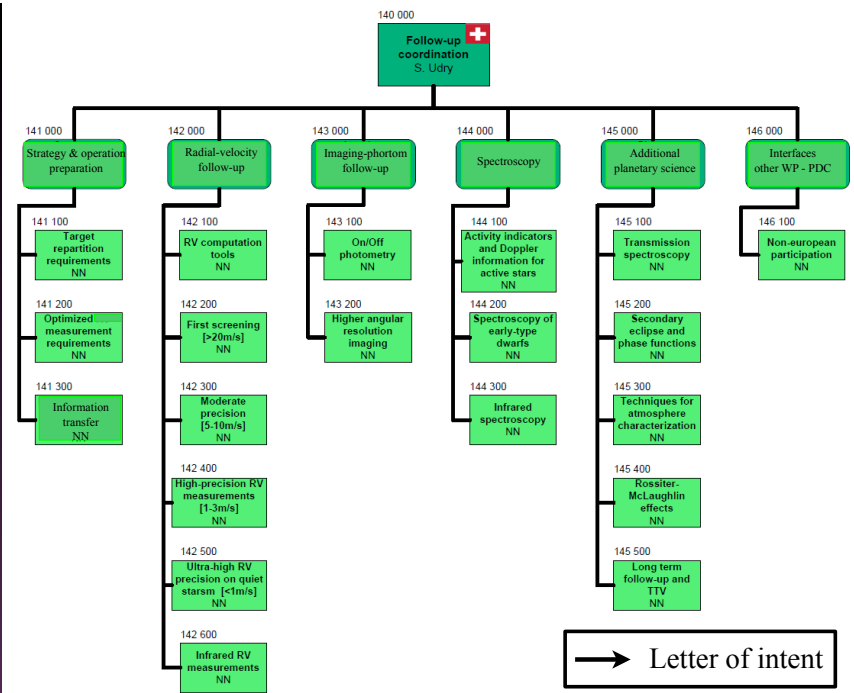 140 000
Follow-up
coordination
S. Udry
141 000
Strategy & operation
preparation
142 000
Radial-velocity
follow-up
143 000
Imaging-phortom
follow-up
144 000
Spectroscopy
145 000
Additional
planetary science
146 000
Interfaces
other WP - PDC
141 100
Target
repartition
requirements
NN
141 200
Optimized
measurement
requirements
NN
141 300
Information
transfer
NN
142 100
RV computation
tools
NN
142 200
First screening
[>20m/s]
NN
142 300
Moderate
precision
[5-10m/s]
NN
142 400
High-precision RV
measurements
[1-3m/s]
NN
142 500
Ultra-high RV
precision on quiet
starsm [<1m/s]
NN
142 600
Infrared RV
measurements
NN
143 100
On/Off
photometry
NN
143 200
Higher angular
resolution
imaging
NN
144 100
Activity indicators
and Doppler
information for
active stars
NN
144 200
Spectroscopy of
early-type
dwarfs
NN
144 300
Infrared
spectroscopy
NN
145 100
Transmission
spectroscopy
NN
145 200
Secondary
eclipse and
phase functions
NN
145 300
Techniques for
atmosphere
characterization
NN
145 400
Rossiter-
McLaughlin
effects
NN
145 500
Long term
follow-up and
TTV
NN
146 100
Non-european
participation
NN
Letter of intent